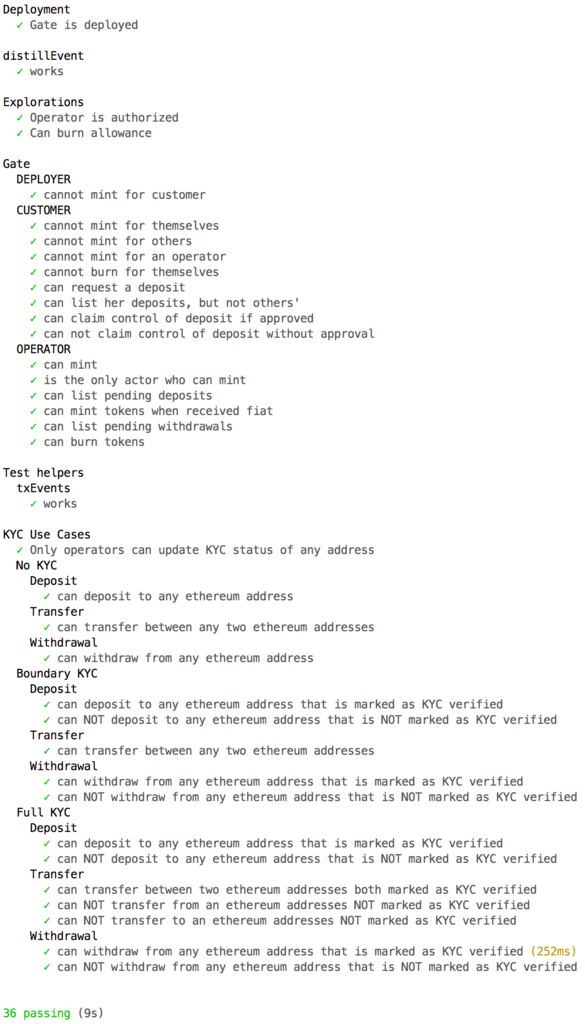 Deployment
✓ Gate is deployed
distillEvent
✓ works
Explorations
✓ Operator is authorized
✓ Can burn allowance
Gate
DEPLOYER
✓ cannot mint for customer
CUSTOMER
✓ cannot mint for themselves
✓ cannot mint for others
✓ cannot mint for an operator
✓ cannot burn for themselves
✓ can request a deposit
✓ can list her deposits, but not others'
✓ can claim control of deposit if approved
✓ can not claim control of deposit without approval
OPERATOR
✓ can mint
✓ is the only actor who can mint
✓ can list pending deposits
✓ can mint tokens when received fiat
✓ can list pending withdrawals
✓ can burn tokens
Test helpers
txEvents
✓ works
KYC Use Cases
✓ Only operators can update KYC status of any address
No KYC
Deposit
✓ can deposit to any ethereum address
Transfer
✓ can transfer between any two ethereum addresses
Withdrawal
✓ can withdraw from any ethereum address
Boundary KYC
Deposit
✓ can deposit to any ethereum address that is marked as KYC verified
✓ can NOT deposit to any ethereum address that is NOT marked as KYC verified
Transfer
✓ can transfer between any two ethereum addresses
Withdrawal
✓ can withdraw from any ethereum address that is marked as KYC verified
✓ can NOT withdraw from any ethereum address that is NOT marked as KYC verified
Full KYC
Deposit
✓ can deposit to any ethereum address that is marked as KYC verified
✓ can NOT deposit to any ethereum address that is NOT marked as KYC verified
Transfer
✓ can transfer between two ethereum addresses both marked as KYC verified
✓ can NOT transfer from an ethereum addresses NOT marked as KYC verified
✓ can NOT transfer to an ethereum addresses NOT marked as KYC verified
Withdrawal
✓ can withdraw from any ethereum address that is marked as KYC verified (252ms)
✓ can NOT withdraw from any ethereum address that is NOT marked as KYC verified
36 passing (9s)